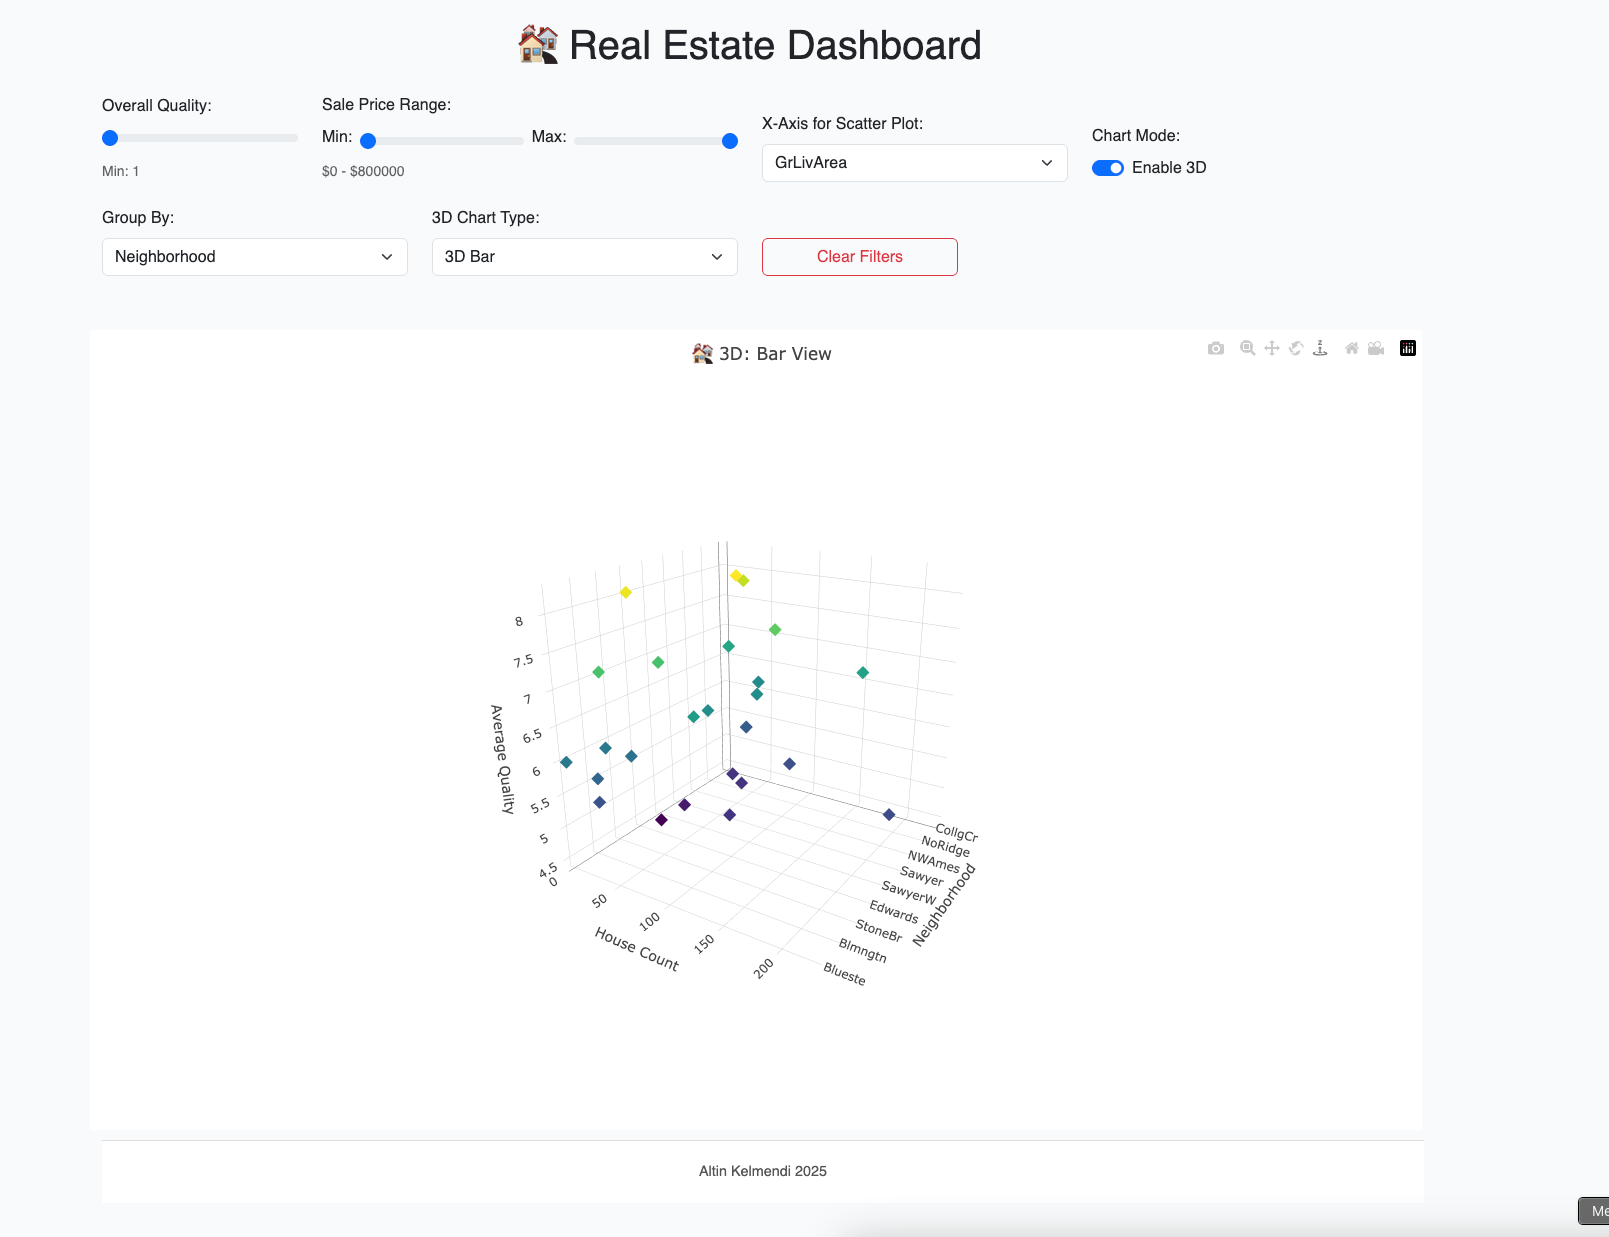 Real Estate Dashboard
Overall Quality:
Min: 1
Sale Price Range:
Min:
Max:
$0 - $800000
X-Axis for Scatter Plot:
GrLivArea
Chart Mode:
Enable 3D
Group By:
Neighborhood
3D Chart Type:
3D Bar
Clear Filters
3D: Bar View
8
7.5
7
6.5
6
5.5
5
4.5
Average Quality
0
50
100
150
200
House Count
CollgCr
NoRidge
NWAmes
Sawyer
SawyerW
Edwards
StoneBr
Blmngtn
Blueste
Neighborhood
Altin Kelmendi 2025